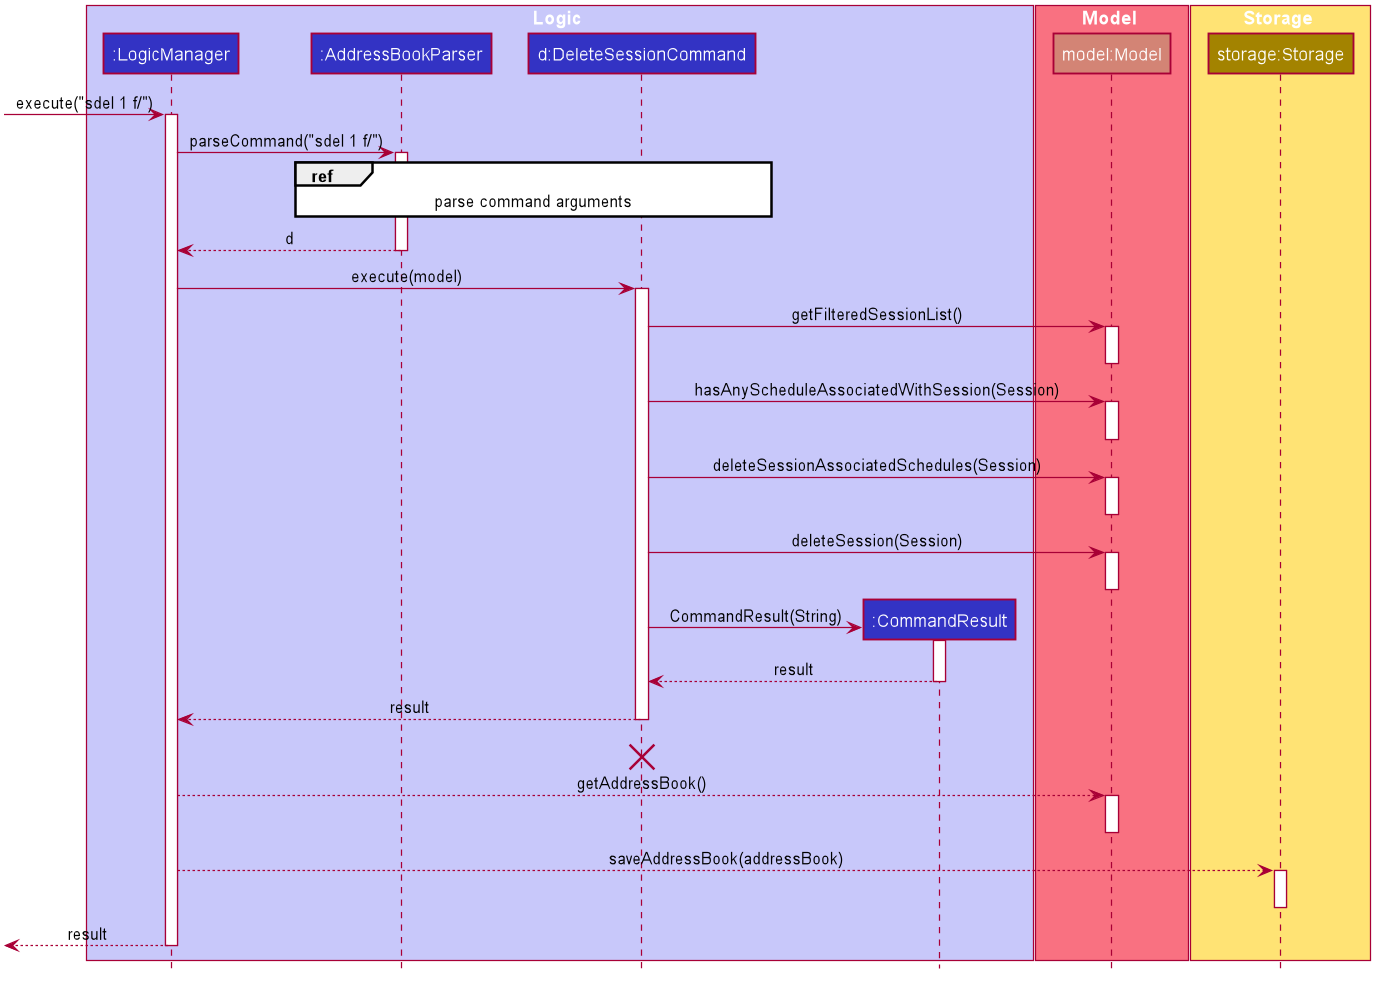 Logic
Model
Storage
:LogicManager
:AddressBookParser
d:DeleteSessionCommand
model:Model
storage:Storage
execute("sdel 1 f/")
parseCommand("sdel 1 f/")
ref
parse command arguments
d
execute(model)
getFilteredSessionList()
hasAnyScheduleAssociatedWithSession(Session)
deleteSessionAssociatedSchedules(Session)
deleteSession(Session)
CommandResult(String)
:CommandResult
result
result
getAddressBook()
saveAddressBook(addressBook)
result